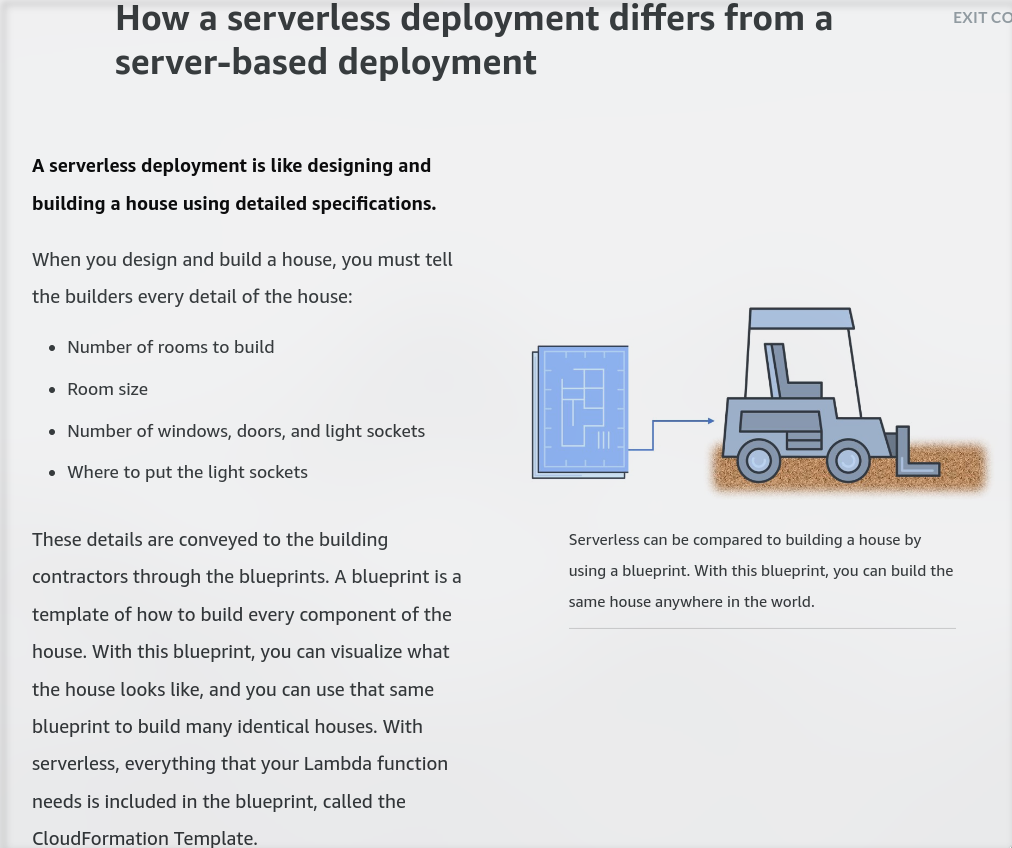 How a serverless deployment differs from a
EXIT CO
server-based deployment
A serverless deployment is like designing and
building a house using detailed specifications.
When you design and build a house, you must tell
the builders every detail of the house:
• Number of rooms to build
• Room size
• Number of windows, doors, and light sockets
• Where to put the light sockets
These details are conveyed to the building
contractors through the blueprints. A blueprint is a
template of how to build every component of the
house. With this blueprint, you can visualize what
the house looks like, and you can use that same
blueprint to build many identical houses. With
serverless, everything that your Lambda function
needs is included in the blueprint, called the
CloudFormation Template.
Serverless can be compared to building a house by
using a blueprint. With this blueprint, you can build the
same house anywhere in the world.